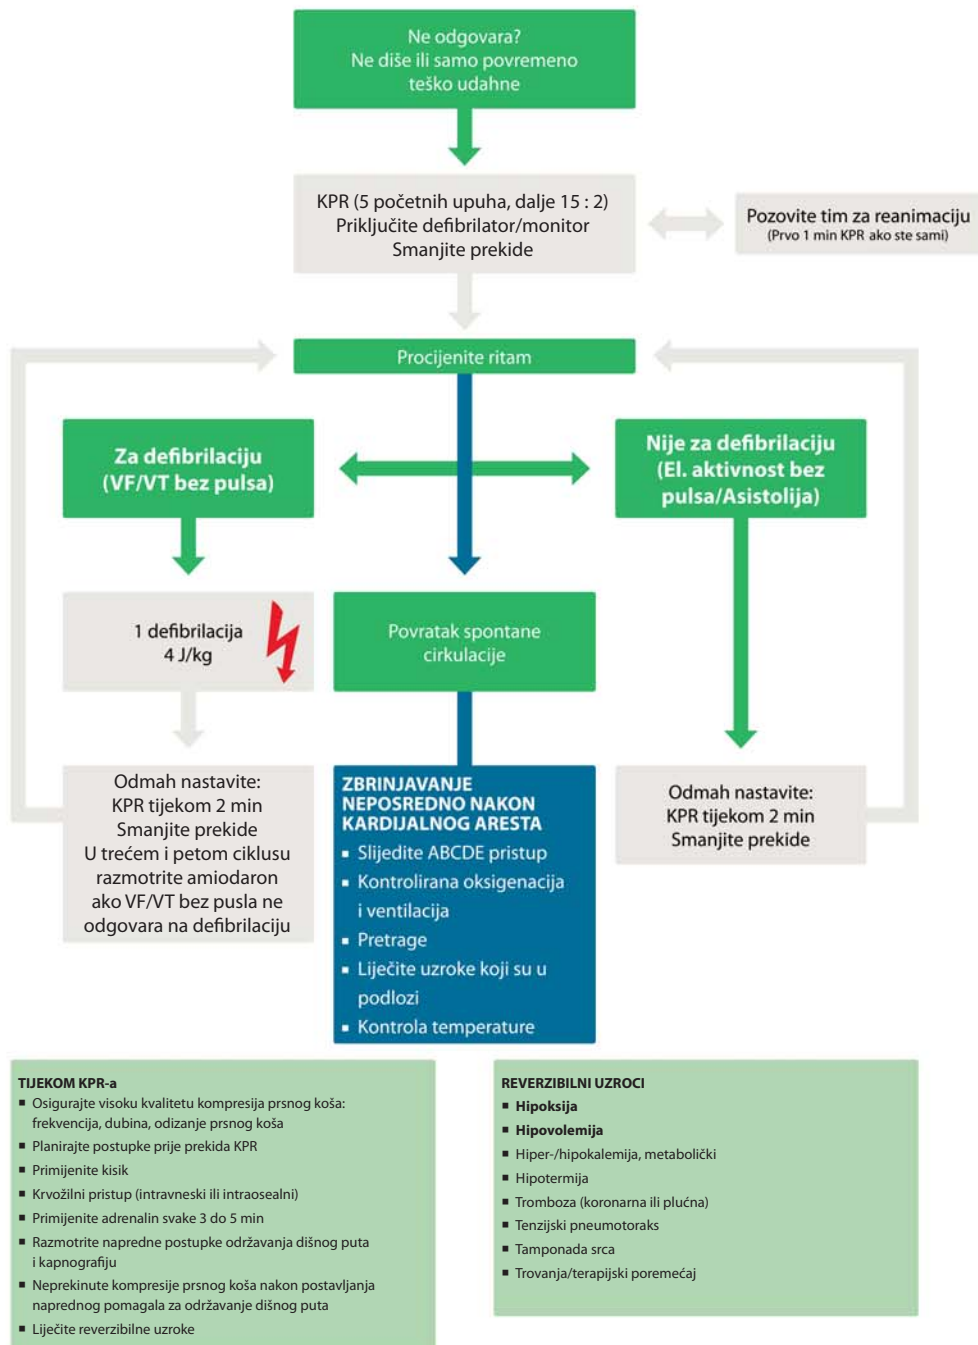 Ne odgovara?
Ne diše ili samo povremeno
teško udahne
KPR (5 početnih upuha, dalje 15 : 2)
Priključite defibrilator/monitor
Smanjite prekide
Pozovite tim za reanimaciju
(Prvo 1 min KPR ako ste sami)
Procijenite ritam
Za defibrilaciju
(VF/VT bez pulsa)
Nije za defibrilaciju
(El. aktivnost bez
pulsa/Asistolija)
1 defibrilacija
4 J/kg
Povratak spontane
cirkulacije
Odmah nastavite:
KPR tijekom 2 min
Smanjite prekide
U trećem i petom ciklusu
razmotrite amiodaron
ako VF/VT bez pusla ne
odgovara na defibrilaciju
ZBRINJAVANJE
NEPOSREDNO NAKON
KARDIJALNOG ARESTA
▪ Slijedite ABCDE pristup
▪ Kontrolirana oksigenacija
i ventilacija
▪ Pretrage
▪ Liječite uzroke koji su u
podlozi
▪ Kontrola temperature
Odmah nastavite:
KPR tijekom 2 min
Smanjite prekide
TIJEKOM KPR-a
▪ Osigurajte visoku kvalitetu kompresija prsnog koša:
frekvencija, dubina, odizanje prsnog koša
▪ Planirajte postupke prije prekida KPR
▪ Primijenite kisik
▪ Krvožilni pristup (intravneski ili intraosealni)
▪ Primijenite adrenalin svake 3 do 5 min
▪ Razmotrite napredne postupke održavanja dišnog puta
i kapnografiju
▪ Neprekinute kompresije prsnog koša nakon postavljanja
naprednog pomagala za održavanje dišnog puta
▪ Liječite reverzibilne uzroke
REVERZIBILNI UZROCI
▪ Hipoksija
▪ Hipovolemija
▪ Hiper-/hipokalemija, metabolički
▪ Hipotermija
▪ Tromboza (koronarna ili plućna)
▪ Tenzijski pneumotoraks
▪ Tamponada srca
▪ Trovanja/terapijski poremećaj